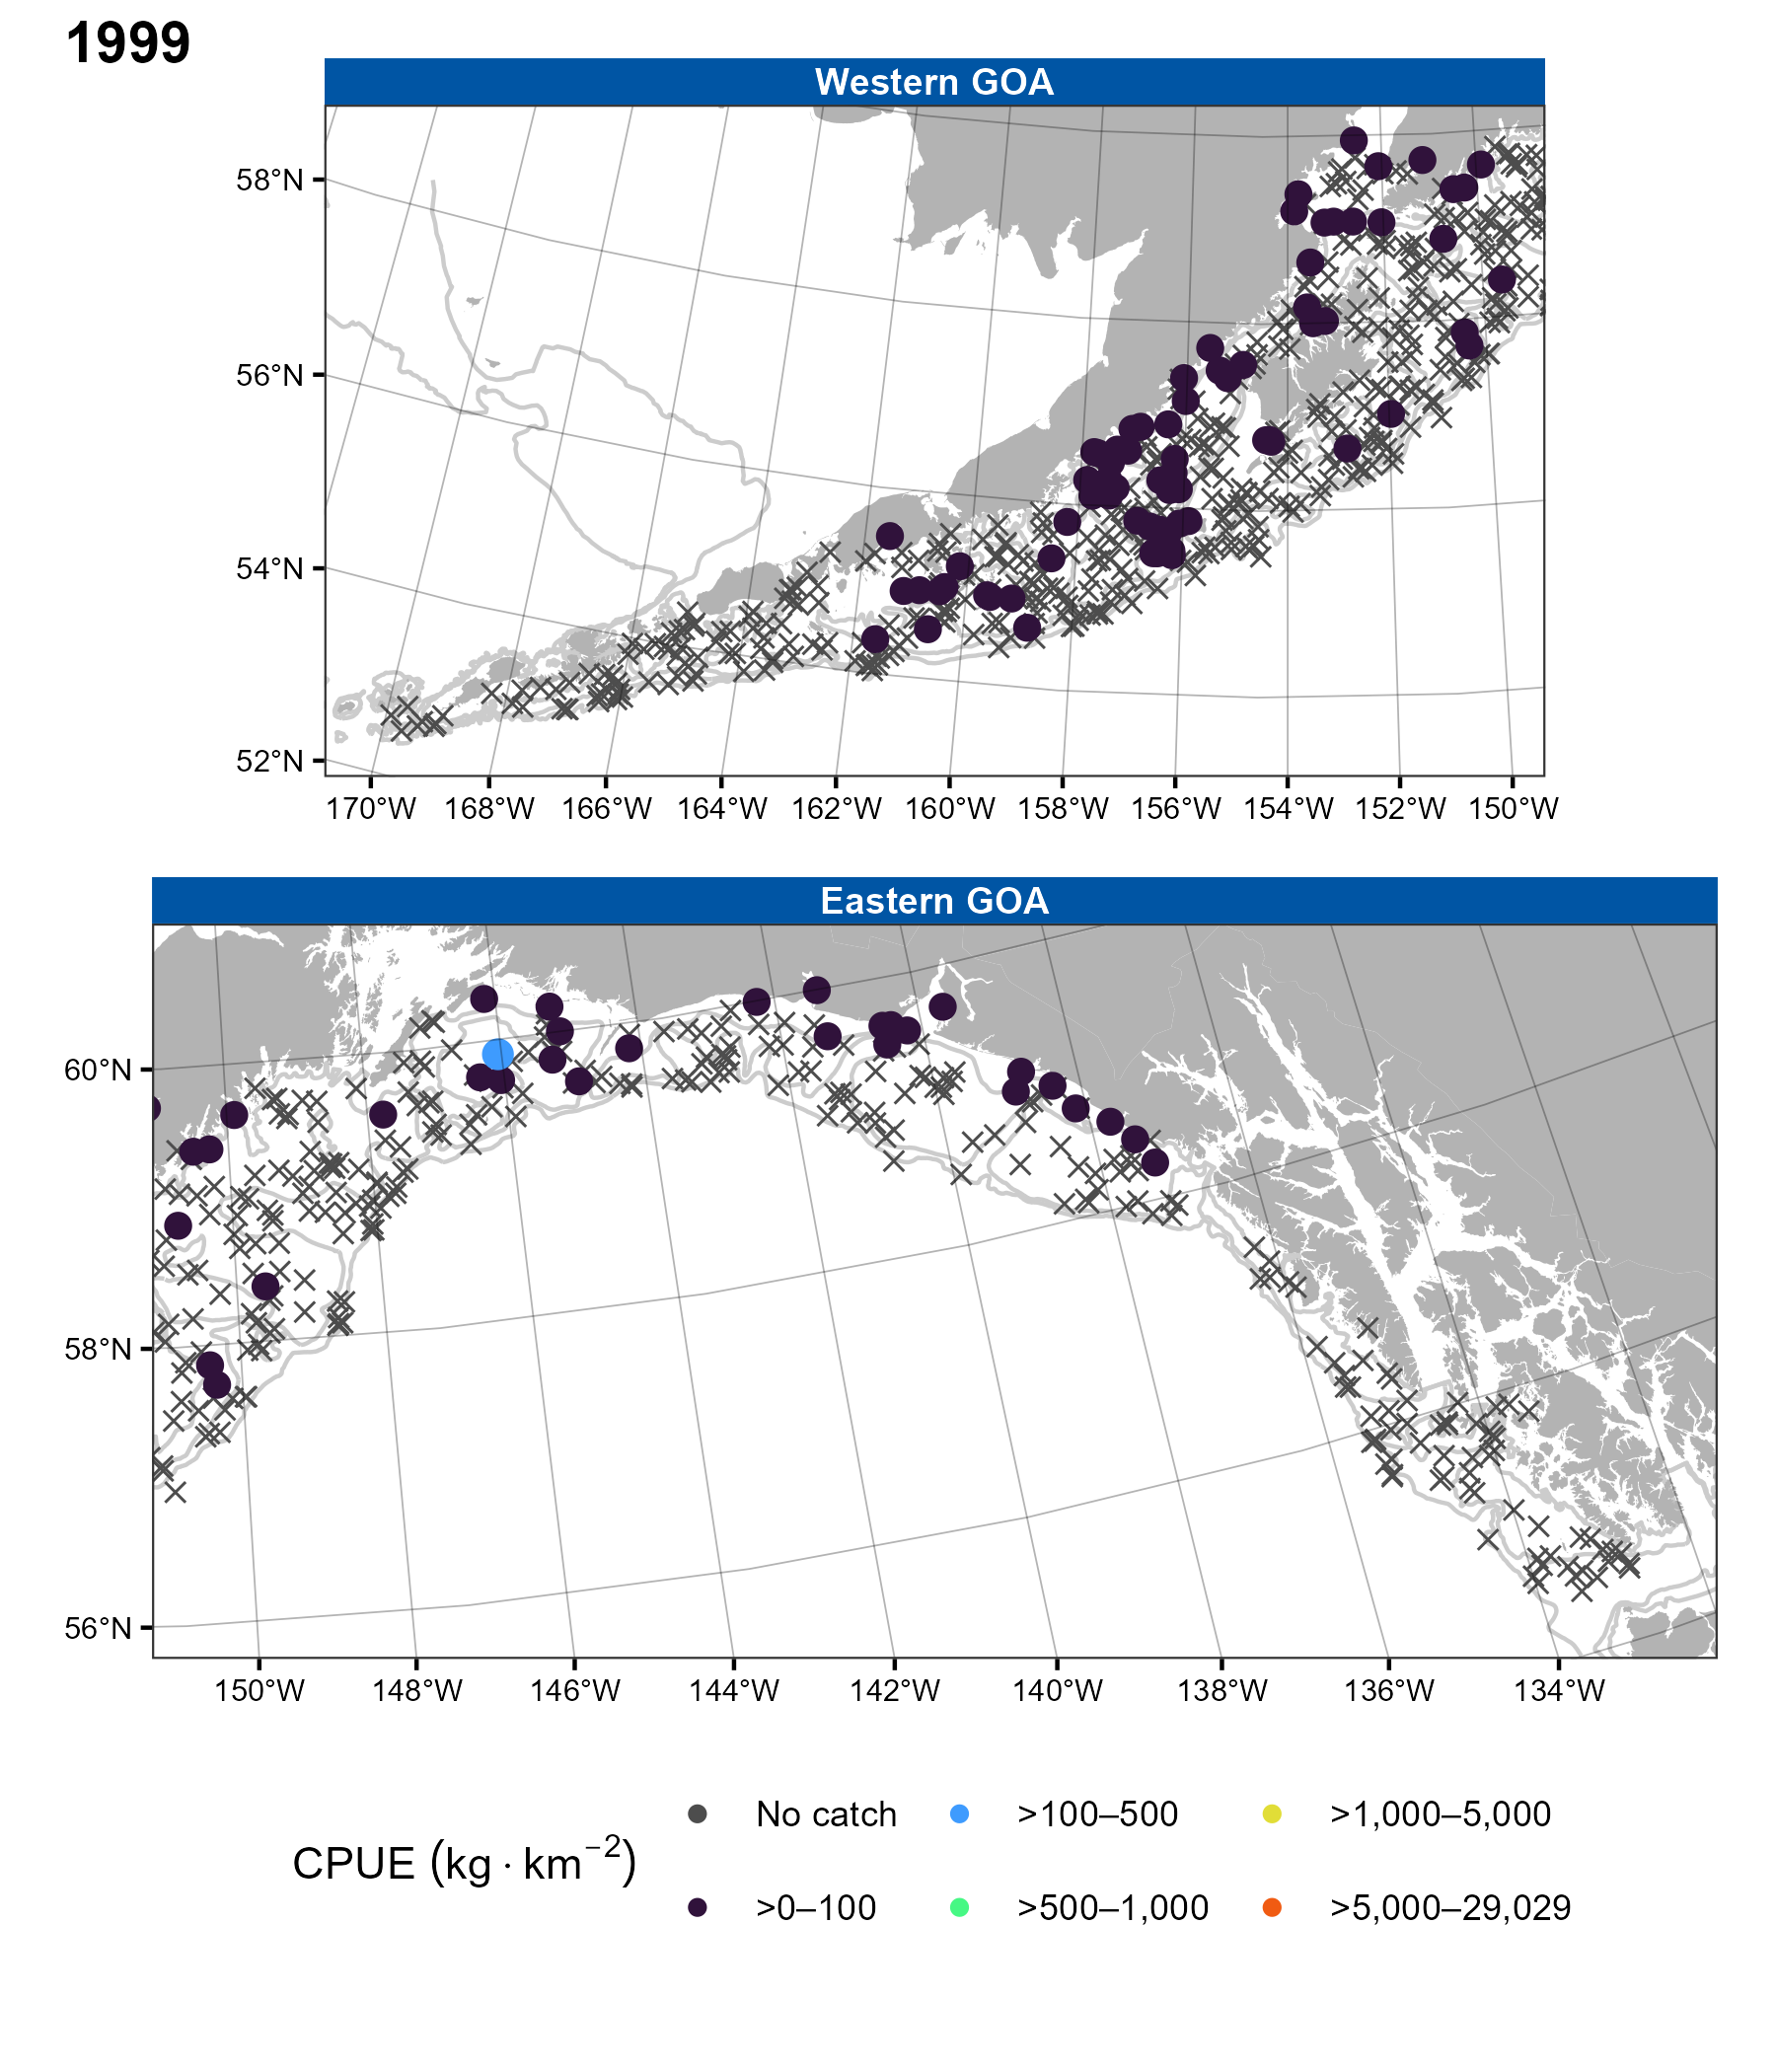 1999
Western GOA
58°N
56°N
54°N
52°N
170°W 168°W 166°W 164°W 162°W 160°W 158°W 156°W 154°W 152°W 150°W
Eastern GOA
60°N
58°N
56°N
150°W 148°W 146°W 144°W 142°W 140°W 138°W 136°W 134°W
CPUE (kg · km⁻²)
No catch >100–500 >1,000–5,000
>0–100 >500–1,000 >5,000–29,029